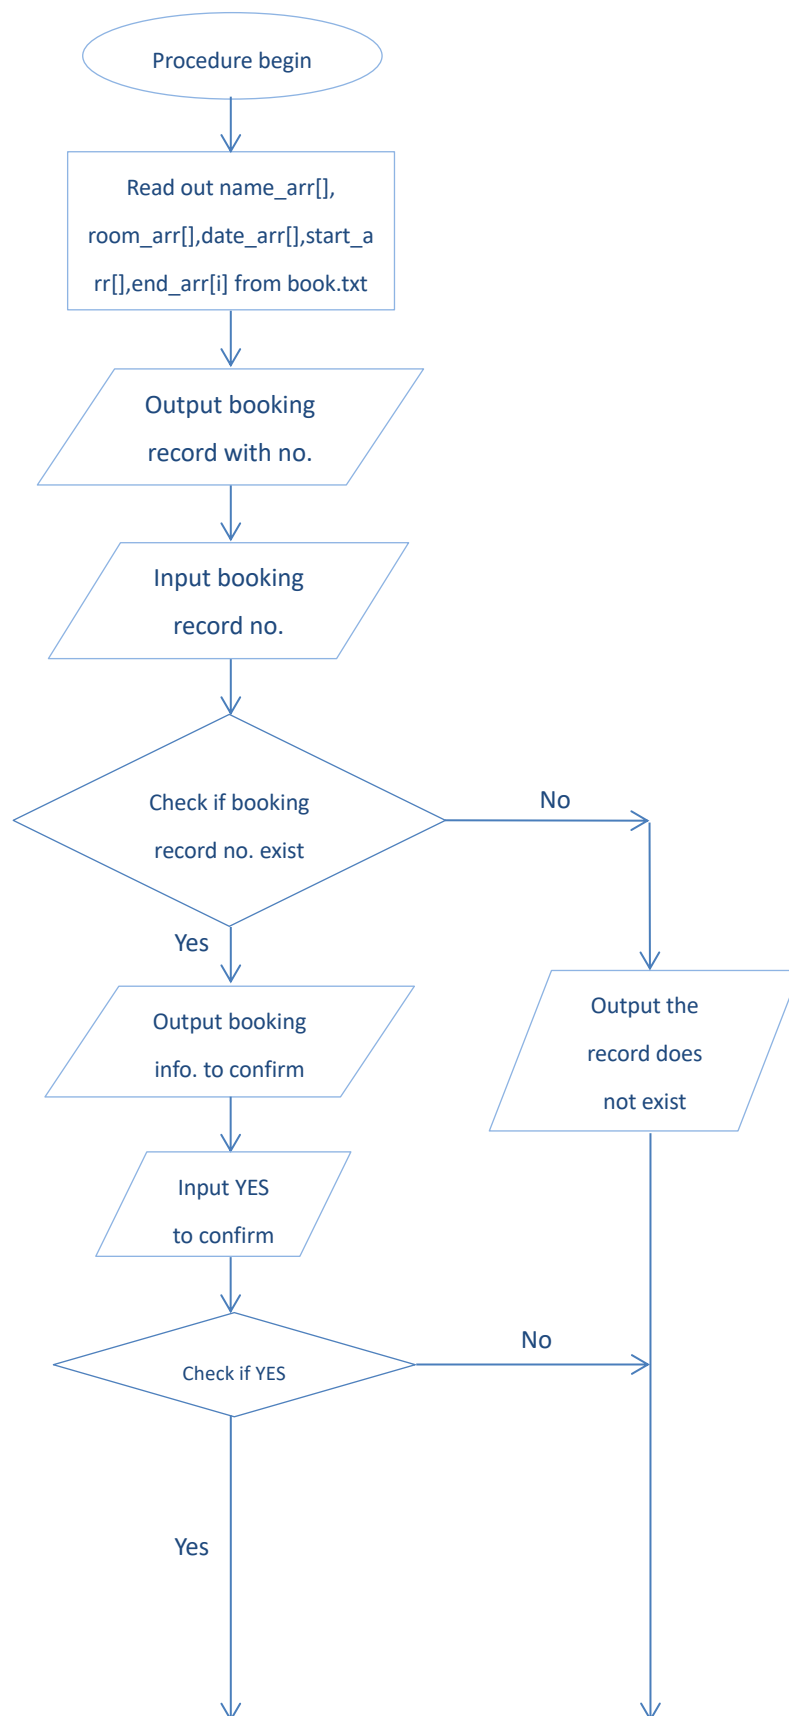 Procedure begin
Read out name_arr[],
room_arr[],date_arr[],start_a
rr[],end_arr[i] from book.txt
Output booking
record with no.
Input booking
record no.
Check if booking
record no. exist
No
Yes
Output booking
info. to confirm
Output the
record does
not exist
Input YES
to confirm
Check if YES
No
Yes